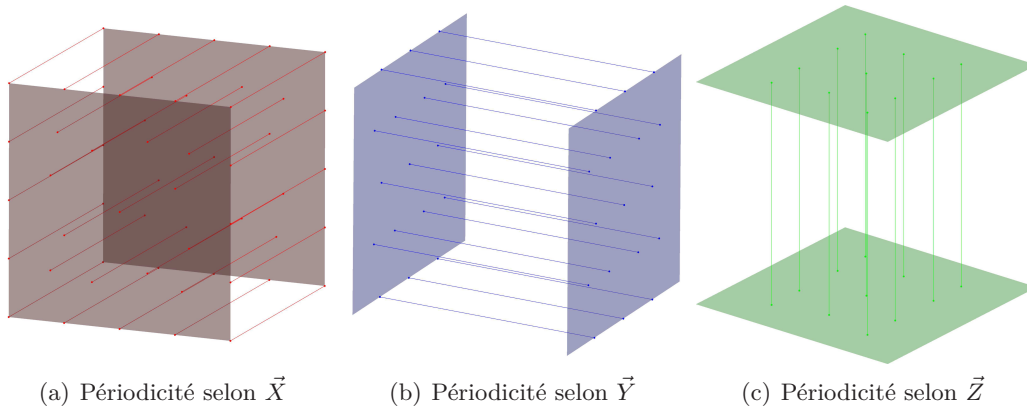 (a) Périodicité selon $\vec{X}$
(b) Périodicité selon $\vec{Y}$
(c) Périodicité selon $\vec{Z}$